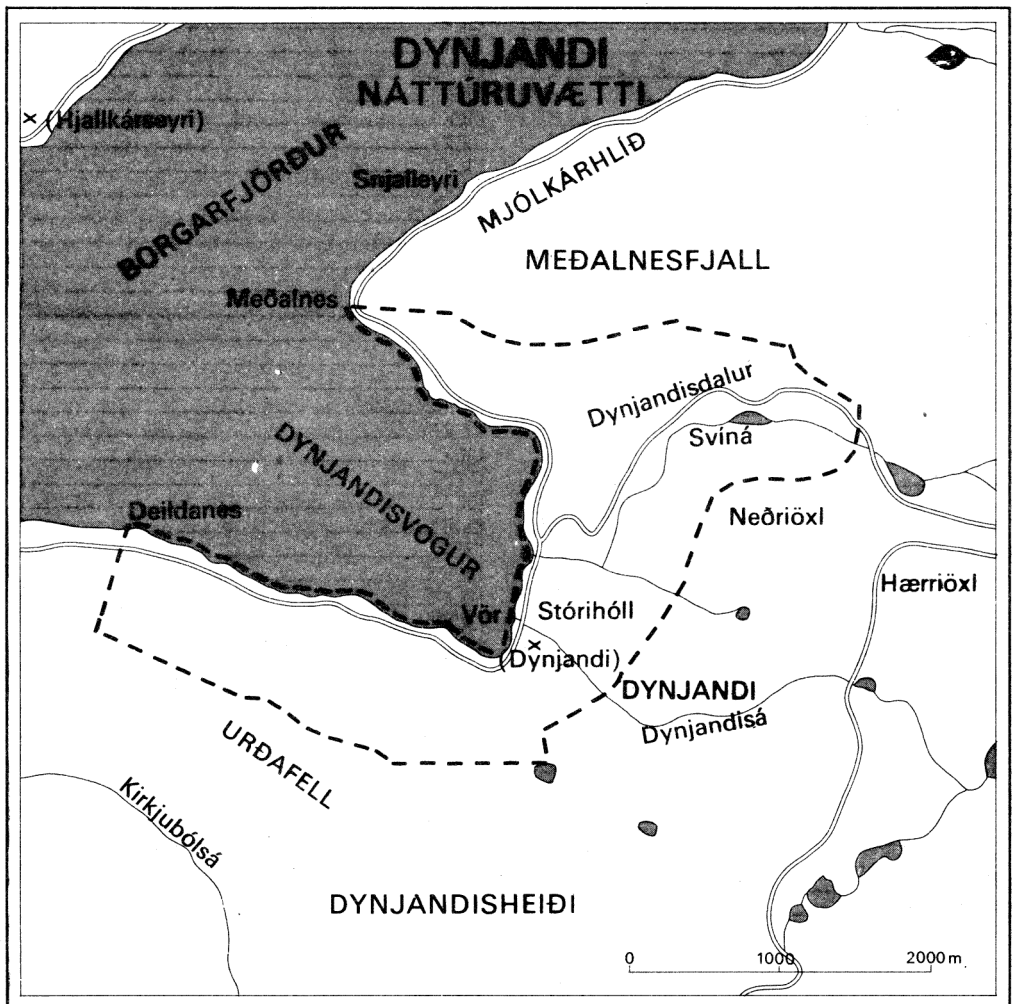 DYNJANDI
NÁTTÚRUVÆTTI
(Hjallkárseyri)
BORGARFJÖRÐUR
Snjalleyri
MJÓLKÁRHLÍÐ
MEÐALNESFJALL
Meðalnes
Dynjandisdalur
Svíná
DYNJANDISVOGUR
Deildanes
Neðriöxl
Hærriöxl
Vör
Stórihóll
(Dynjandi)
DYNJANDI
Dynjandisá
URÐAFELL
Kirkjubólsá
DYNJANDISHEIÐI
0 1000 2000 m